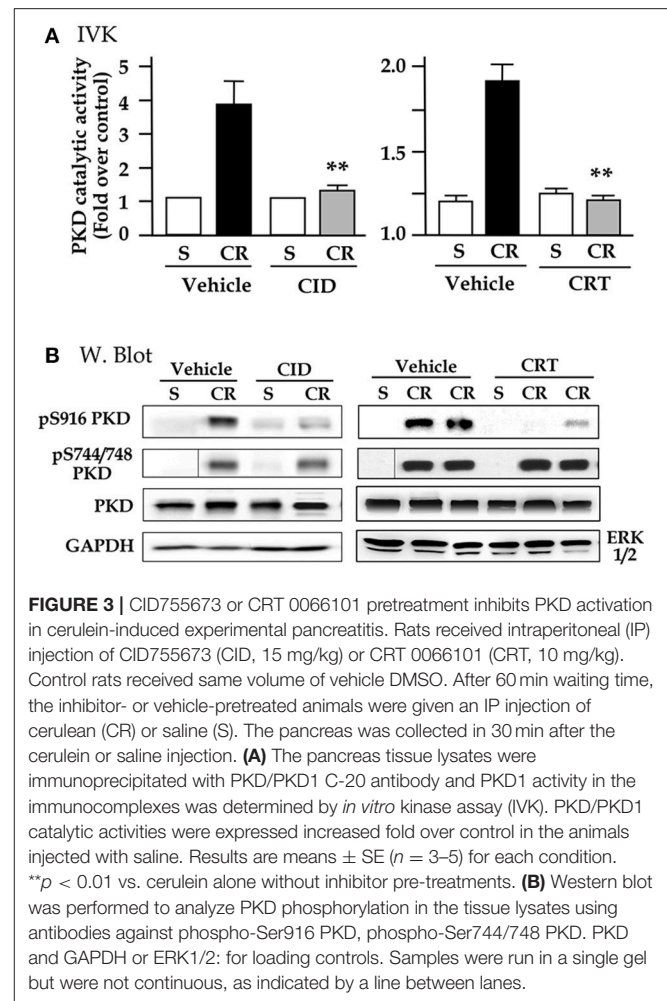 A IVK
PKD catalytic activity
(Fold over control)
5
4
3
2
1
0
**
S CR S CR
Vehicle CID
2.0
1.5
1.0
**
S CR S CR
Vehicle CRT
B W. Blot
Vehicle CID
S CR S CR
Vehicle CRT
S CR CR S CR CR
pS916 PKD
pS744/748
PKD
PKD
GAPDH
ERK
1/2
FIGURE 3 | CID755673 or CRT 0066101 pretreatment inhibits PKD activation
in cerulein-induced experimental pancreatitis. Rats received intraperitoneal (IP)
injection of CID755673 (CID, 15 mg/kg) or CRT 0066101 (CRT, 10 mg/kg).
Control rats received same volume of vehicle DMSO. After 60 min waiting time,
the inhibitor- or vehicle-pretreated animals were given an IP injection of
cerulean (CR) or saline (S). The pancreas was collected in 30 min after the
cerulein or saline injection. (A) The pancreas tissue lysates were
immunoprecipitated with PKD/PKD1 C-20 antibody and PKD1 activity in the
immunocomplexes was determined by in vitro kinase assay (IVK). PKD/PKD1
catalytic activities were expressed increased fold over control in the animals
injected with saline. Results are means ± SE (n = 3–5) for each condition.
**p < 0.01 vs. cerulein alone without inhibitor pre-treatments. (B) Western blot
was performed to analyze PKD phosphorylation in the tissue lysates using
antibodies against phospho-Ser916 PKD, phospho-Ser744/748 PKD. PKD
and GAPDH or ERK1/2: for loading controls. Samples were run in a single gel
but were not continuous, as indicated by a line between lanes.